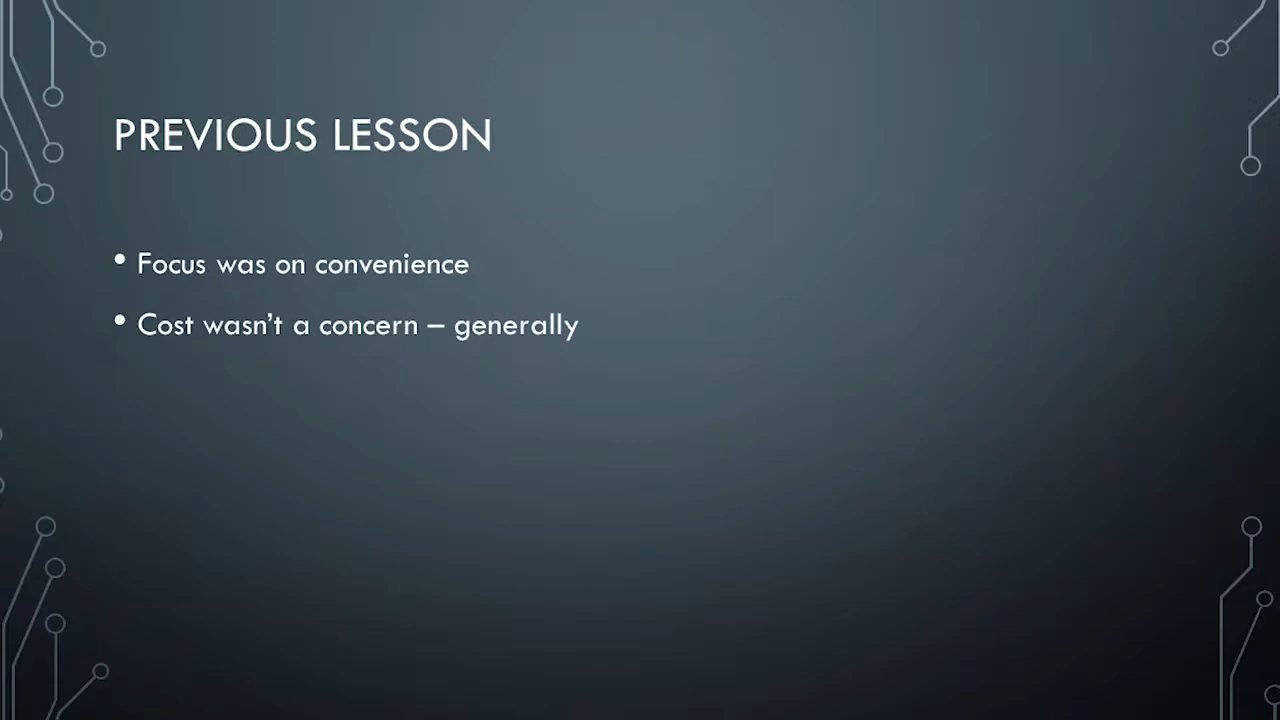 PREVIOUS LESSON
• Focus was on convenience
• Cost wasn’t a concern – generally